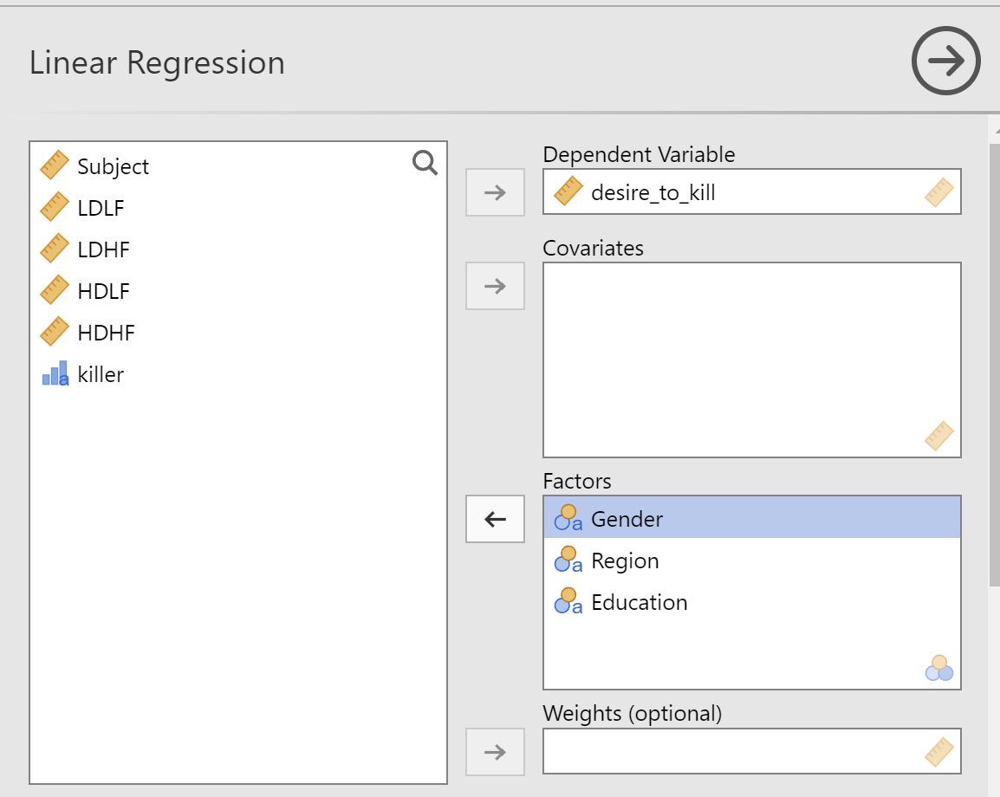 Linear Regression
Subject
LDLF
LDHF
HDLF
HDHF
killer
Dependent Variable
desire_to_kill
Covariates
Factors
Gender
Region
Education
Weights (optional)